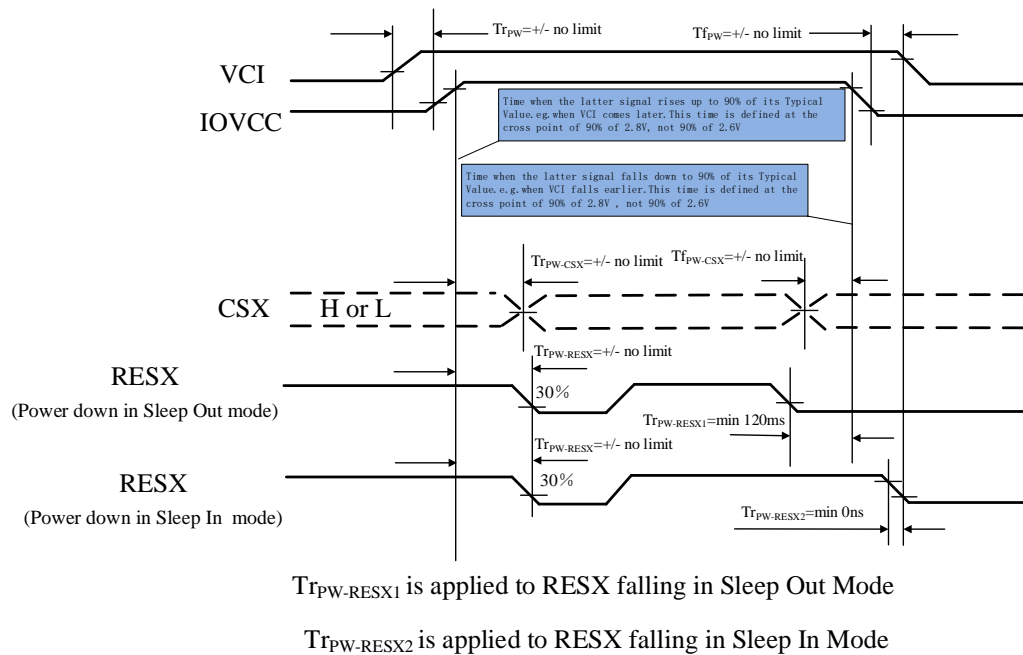 Tr_PW=+/- no limit
Tf_PW=+/- no limit
VCI
IOVCC
Time when the latter signal rises up to 90% of its Typical
Value.eg.when VCI comes later.This time is defined at the
cross point of 90% of 2.8V, not 90% of 2.6V
Time when the latter signal falls down to 90% of its Typical
Value.e.g.when VCI falls earlier.This time is defined at the
cross point of 90% of 2.8V , not 90% of 2.6V
Tr_PW-CSX=+/- no limit
Tf_PW-CSX=+/- no limit
CSX
H or L
Tr_PW-RESX=+/- no limit
RESX
30%
(Power down in Sleep Out mode)
Tr_PW-RESX1=min 120ms
Tr_PW-RESX=+/- no limit
RESX
30%
(Power down in Sleep In mode)
Tr_PW-RESX2=min 0ns
Tr_PW-RESX1 is applied to RESX falling in Sleep Out Mode
Tr_PW-RESX2 is applied to RESX falling in Sleep In Mode